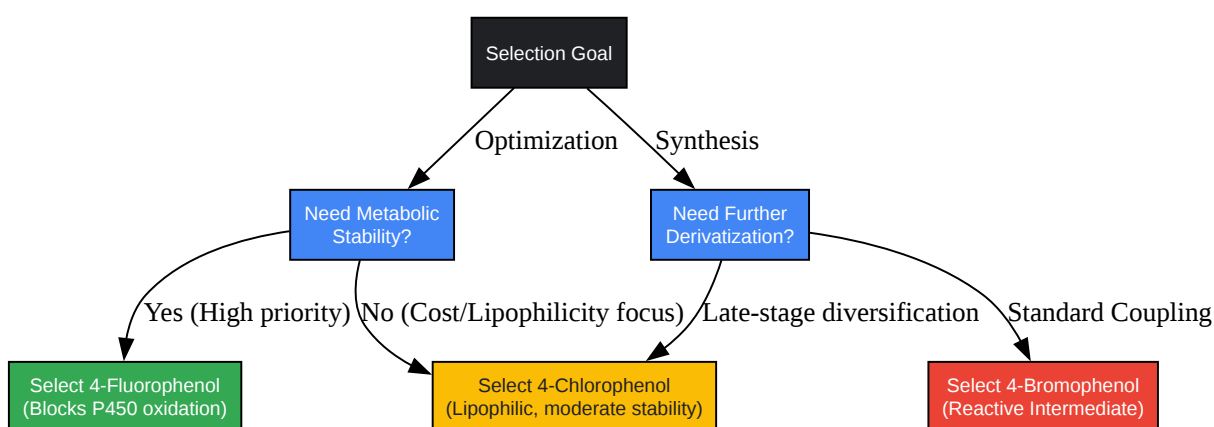 Selection Goal
Optimization
Synthesis
Need Metabolic
Stability?
Need Further
Derivatization?
Yes (High priority)
No (Cost/Lipophilicity focus)
Late-stage diversification
Standard Coupling
Select 4-Fluorophenol
(Blocks P450 oxidation)
Select 4-Chlorophenol
(Lipophilic, moderate stability)
Select 4-Bromophenol
(Reactive Intermediate)